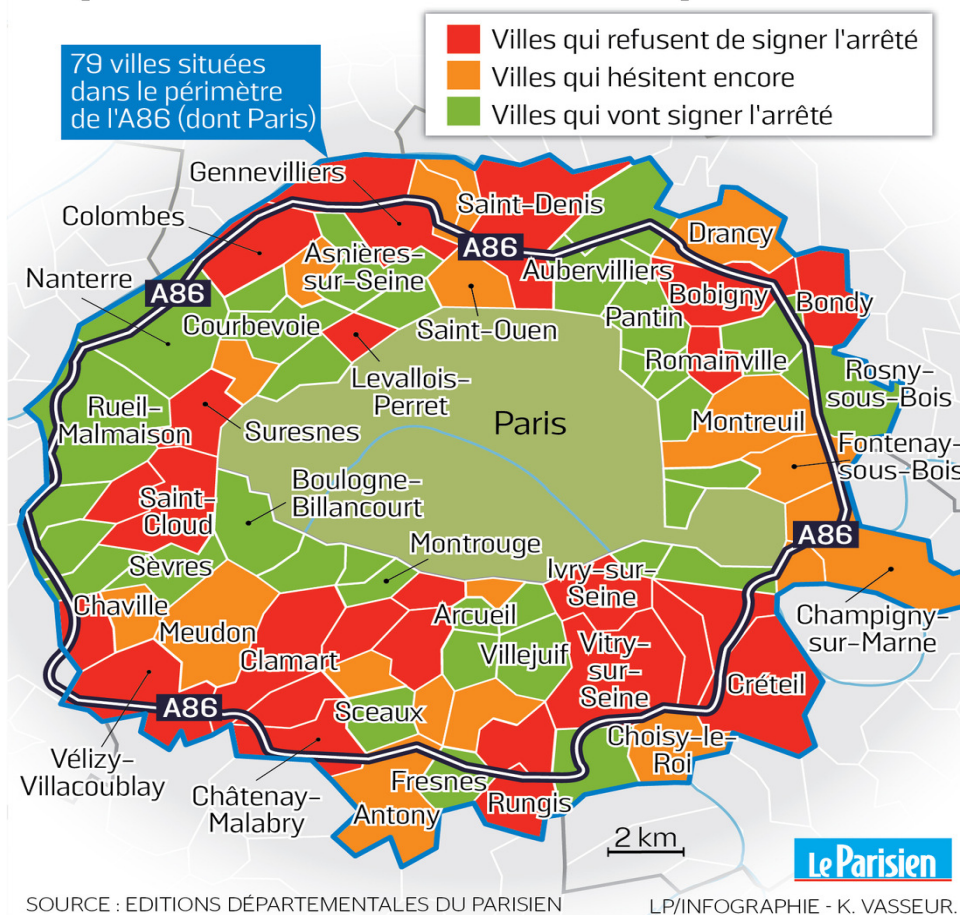 Villes qui refusent de signer l'arrêté
Villes qui hésitent encore
Villes qui vont signer l'arrêté
79 villes situées
dans le périmètre
de l'A86 (dont Paris)
Gennevilliers
Saint-Denis
Colombes
Drancy
Asnières-
sur-Seine
A86
Nanterre
Aubervilliers
A86
Bobigny
Bondy
Courbevoie
Saint-Ouen
Pantin
Romainville
Levallois-
Perret
Rosny-
sous-Bois
Rueil-
Malmaison
Suresnes
Paris
Montreuil
Fontenay-
sous-Bois
Boulogne-
Billancourt
Saint-
Cloud
A86
Montrouge
Sèvres
Ivry-sur-
Seine
Chaville
Meudon
Arcueil
Champigny-
sur-Marne
Clamart
Villejuif
Vitry-
sur-
Seine
Créteil
A86
Sceaux
Choisy-le-
Roi
Vélizy-
Villacoublay
Châtenay-
Malabry
Fresnes
Antony
Rungis
2 km
Le Parisien
SOURCE : EDITIONS DÉPARTEMENTALES DU PARISIEN
LP/INFOGRAPHIE - K. VASSEUR.